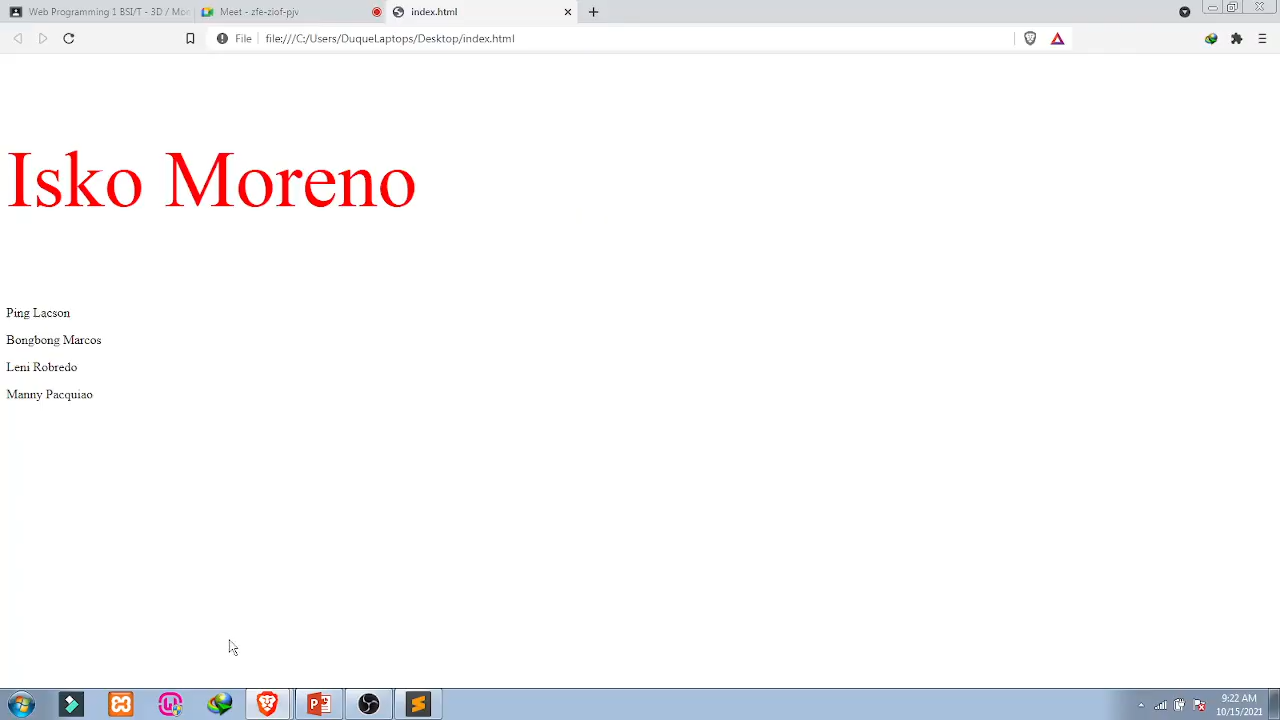 Web Programming 1 BSI/T - 3D / Mo
Meet - zfe-ziof-pjv
index.html
File
file:///C:/Users/DuqueLaptops/Desktop/index.html
Isko Moreno
Ping Lacson
Bongbong Marcos
Leni Robredo
Manny Pacquiao
9:22 AM
10/15/2021